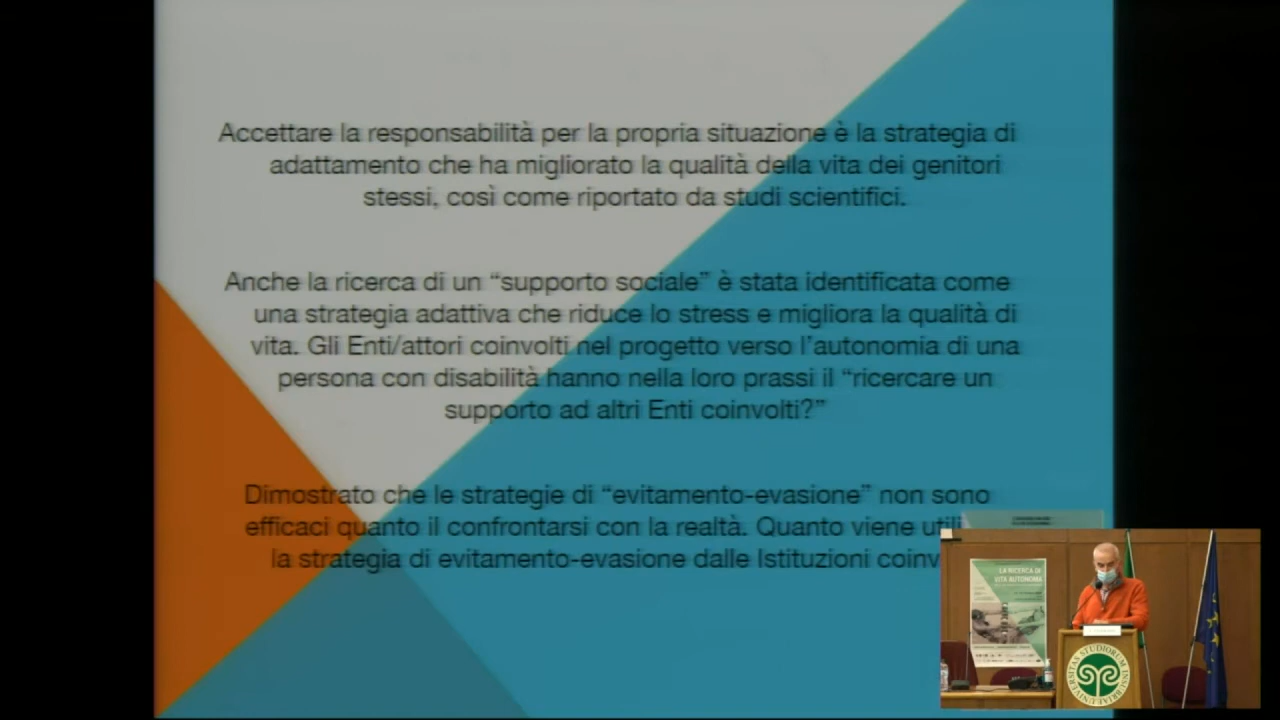 Accettare la responsabilità per la propria situazione è la strategia di
adattamento che ha migliorato la qualità della vita dei genitori
stessi, così come riportato da studi scientifici.
Anche la ricerca di un “supporto sociale” è stata identificata come
una strategia adattiva che riduce lo stress e migliora la qualità di
vita. Gli Enti/attori coinvolti nel progetto verso l’autonomia di una
persona con disabilità hanno nella loro prassi il “ricercare un
supporto ad altri Enti coinvolti?”
Dimostrato che le strategie di “evitamento-evasione” non sono
efficaci quanto il confrontarsi con la realtà. Quanto viene utili
la strategia di evitamento-evasione dalle Istituzioni coinv
LA RICERCA DI
VITA AUTONOMA
UNIVERSITAS STUDIORUM INSUBRIAE